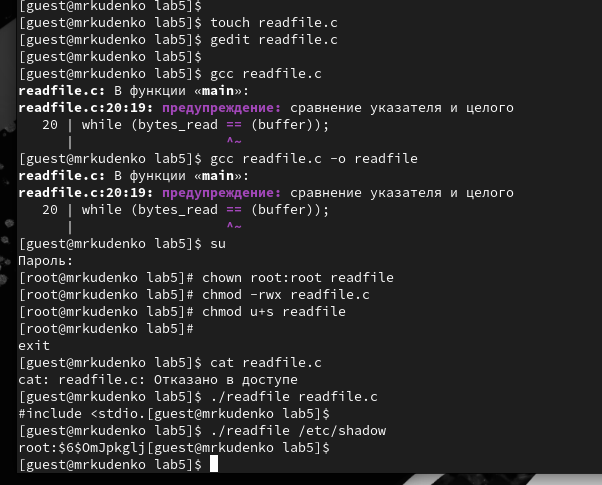 [guest@mrkudenko lab5]$
[guest@mrkudenko lab5]$ touch readfile.c
[guest@mrkudenko lab5]$ gedit readfile.c
[guest@mrkudenko lab5]$
[guest@mrkudenko lab5]$ gcc readfile.c
readfile.c: В функции «main»:
readfile.c:20:19: предупреждение: сравнение указателя и целого
   20 | while (bytes_read == (buffer));
      |                   ^~
[guest@mrkudenko lab5]$ gcc readfile.c -o readfile
readfile.c: В функции «main»:
readfile.c:20:19: предупреждение: сравнение указателя и целого
   20 | while (bytes_read == (buffer));
      |                   ^~
[guest@mrkudenko lab5]$ su
Пароль:
[root@mrkudenko lab5]# chown root:root readfile
[root@mrkudenko lab5]# chmod -rwx readfile.c
[root@mrkudenko lab5]# chmod u+s readfile
[root@mrkudenko lab5]#
exit
[guest@mrkudenko lab5]$ cat readfile.c
cat: readfile.c: Отказано в доступе
[guest@mrkudenko lab5]$ ./readfile readfile.c
#include <stdio.[guest@mrkudenko lab5]$
[guest@mrkudenko lab5]$ ./readfile /etc/shadow
root:$6$OmJpkglj[guest@mrkudenko lab5]$
[guest@mrkudenko lab5]$